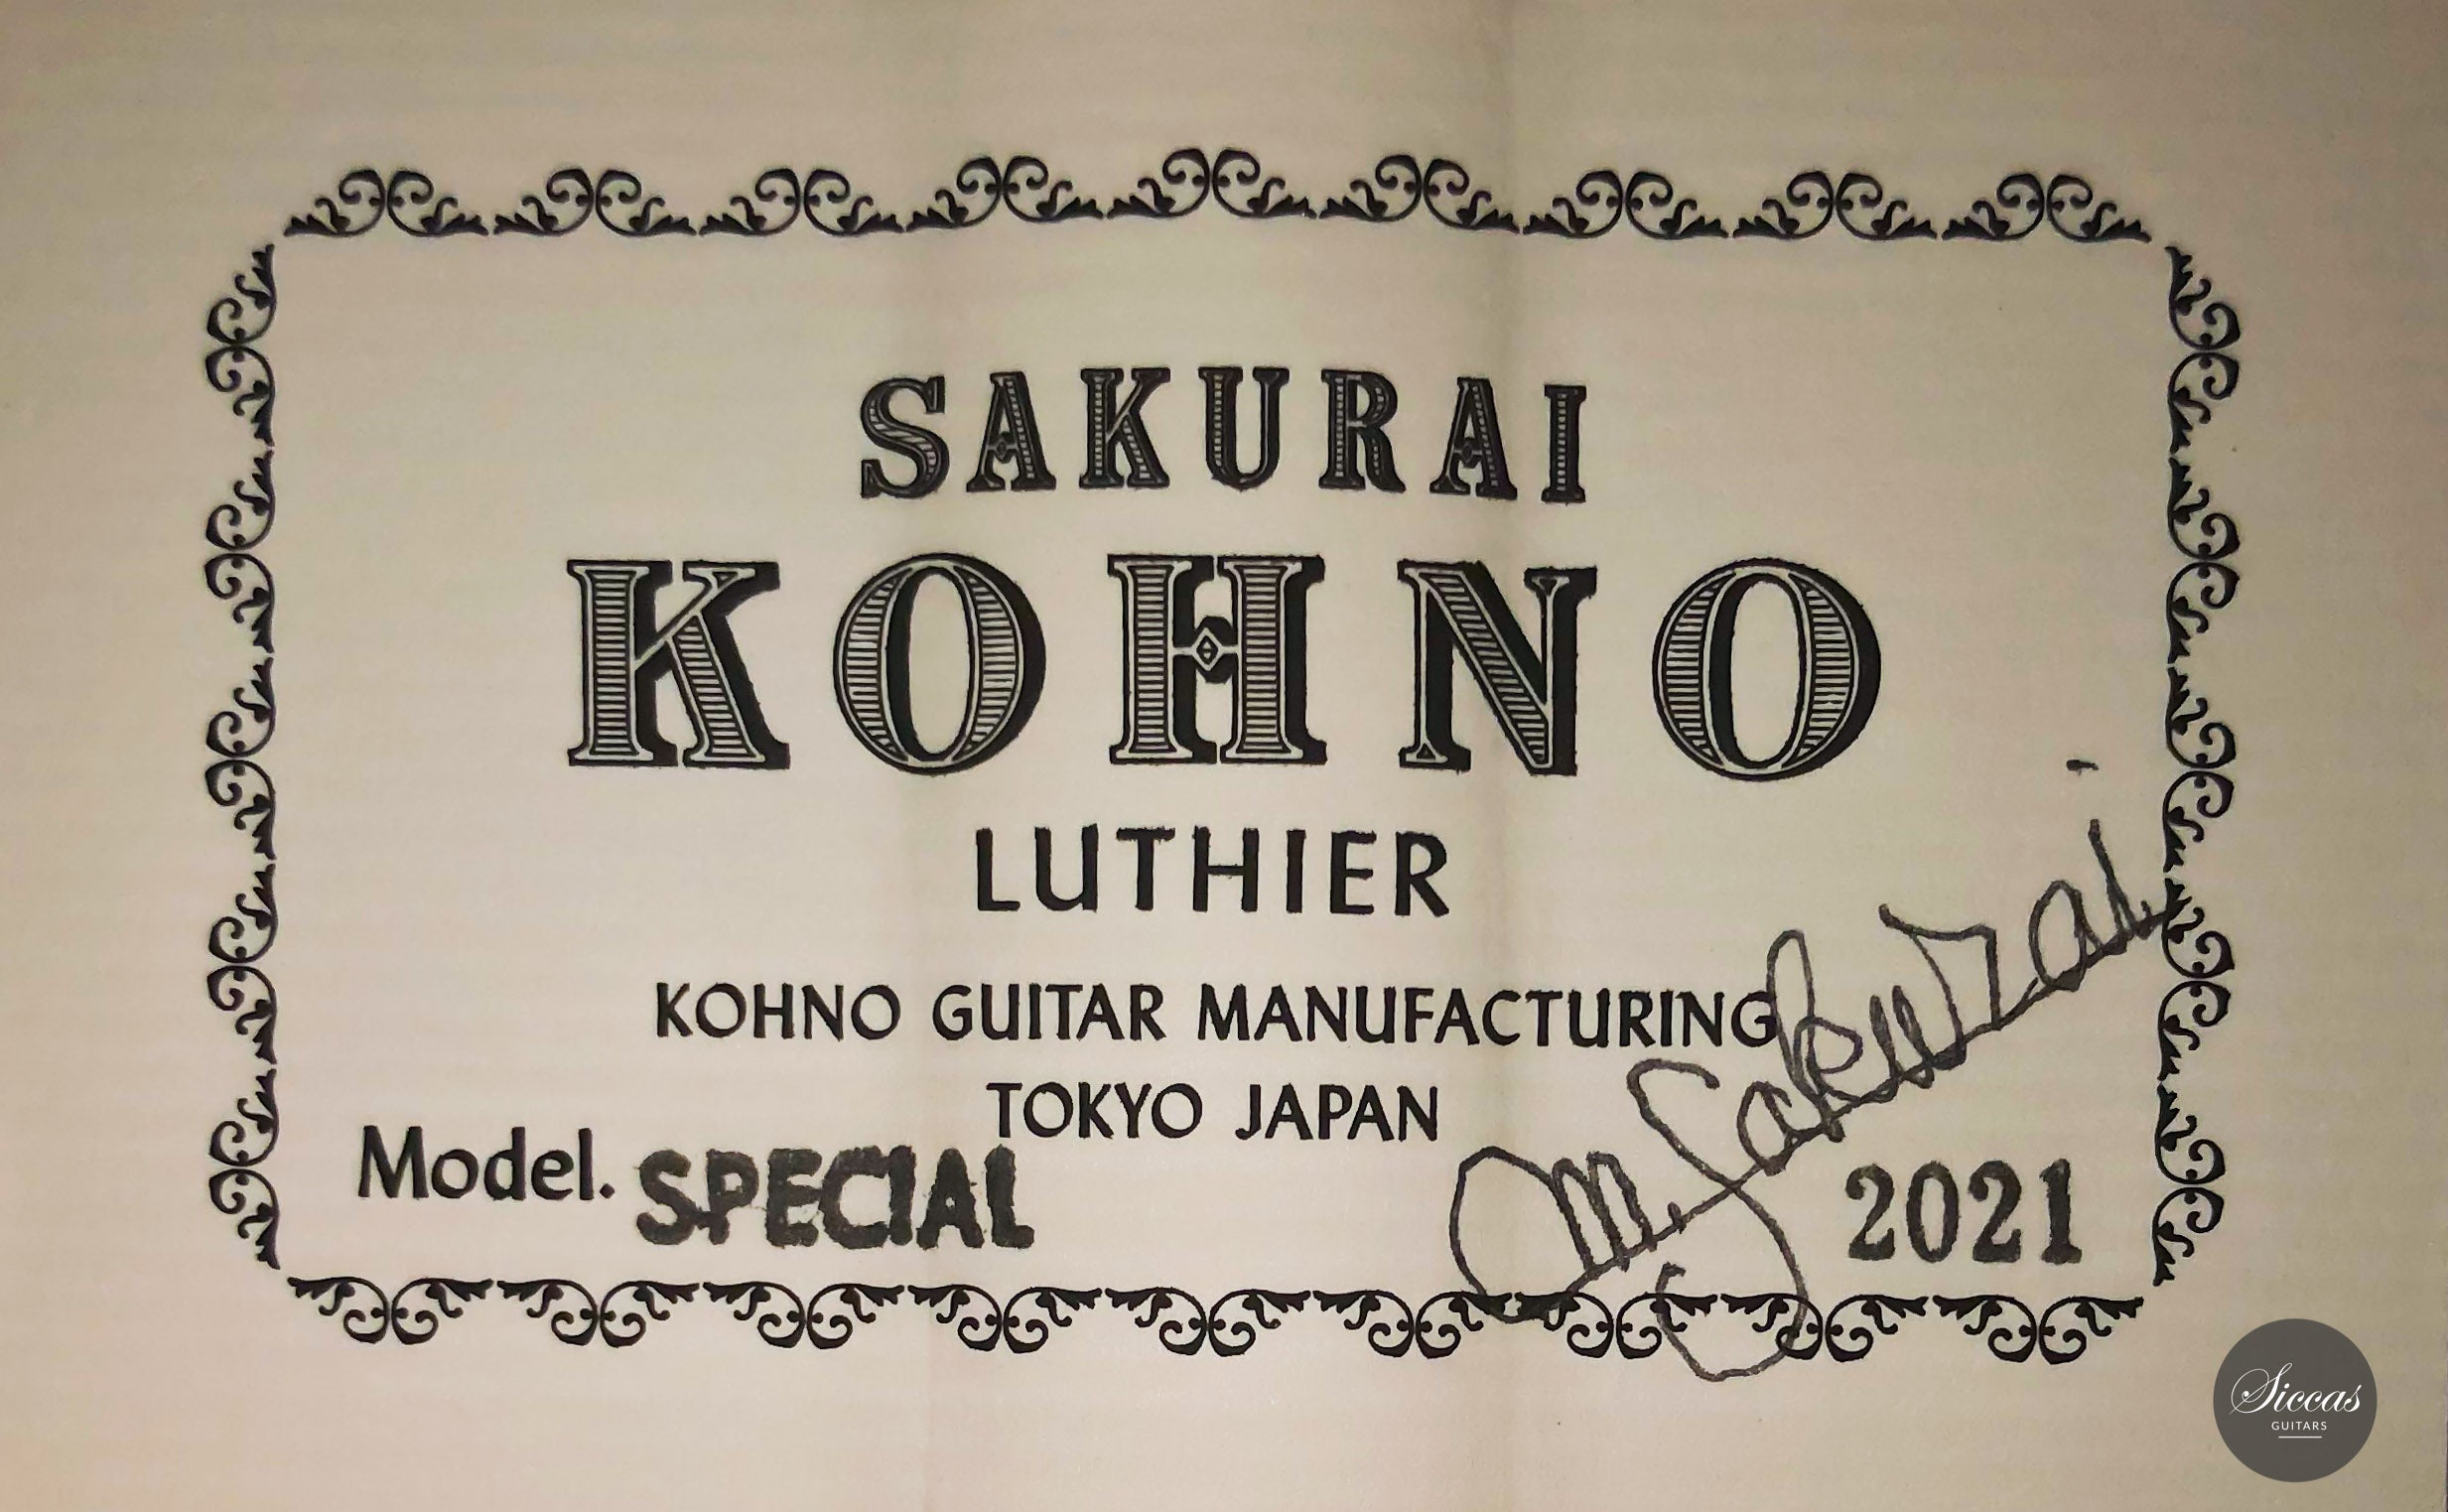 SAKURAI
KOHNO
LUTHIER
KOHNO GUITAR MANUFACTURING
TOKYO JAPAN
Model. SPECIAL
M. Sakurai
2021
Siccas
GUITARS